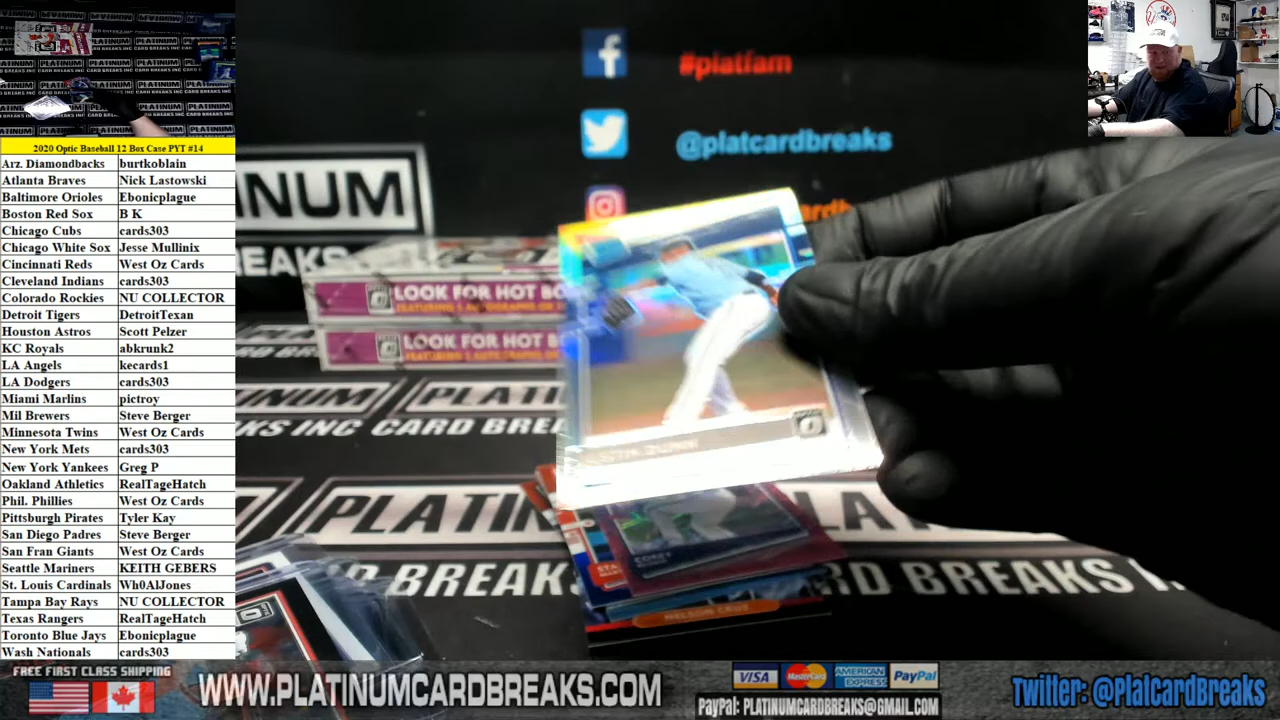 2020 Optic Baseball 12 Box Case PYT #14
Arz. Diamondbacks burtkoblain
Atlanta Braves Nick Lastowski
Baltimore Orioles Ebonicplague
Boston Red Sox B K
Chicago Cubs cards303
Chicago White Sox Jesse Mullinix
Cincinnati Reds West Oz Cards
Cleveland Indians cards303
Colorado Rockies NU COLLECTOR
Detroit Tigers DetroitTexan
Houston Astros Scott Pelzer
KC Royals abkrunk2
LA Angels kecards1
LA Dodgers cards303
Miami Marlins pictroy
Mil Brewers Steve Berger
Minnesota Twins West Oz Cards
New York Mets cards303
New York Yankees Greg P
Oakland Athletics RealTageHatch
Phil. Phillies West Oz Cards
Pittsburgh Pirates Tyler Kay
San Diego Padres Steve Berger
San Fran Giants West Oz Cards
Seattle Mariners KEITH GEBERS
St. Louis Cardinals Wh0AlJones
Tampa Bay Rays NU COLLECTOR
Texas Rangers RealTageHatch
Toronto Blue Jays Ebonicplague
Wash Nationals cards303
#platfam
@platcardbreaks
LOOK FOR HOT BO
LOOK FOR HOT B
PLATINUM
BREAKS INC CARD BREAKS
PLATINUM
CARD BREAKS
COREY
NELSON CRUZ
FREE FIRST CLASS SHIPPING
WWW.PLATINUMCARDBREAKS.COM
VISA MasterCard AMERICAN EXPRESS PayPal
PayPal: PLATINUMCARDBREAKS@GMAIL.COM
Twitter: @PlatCardBreaks